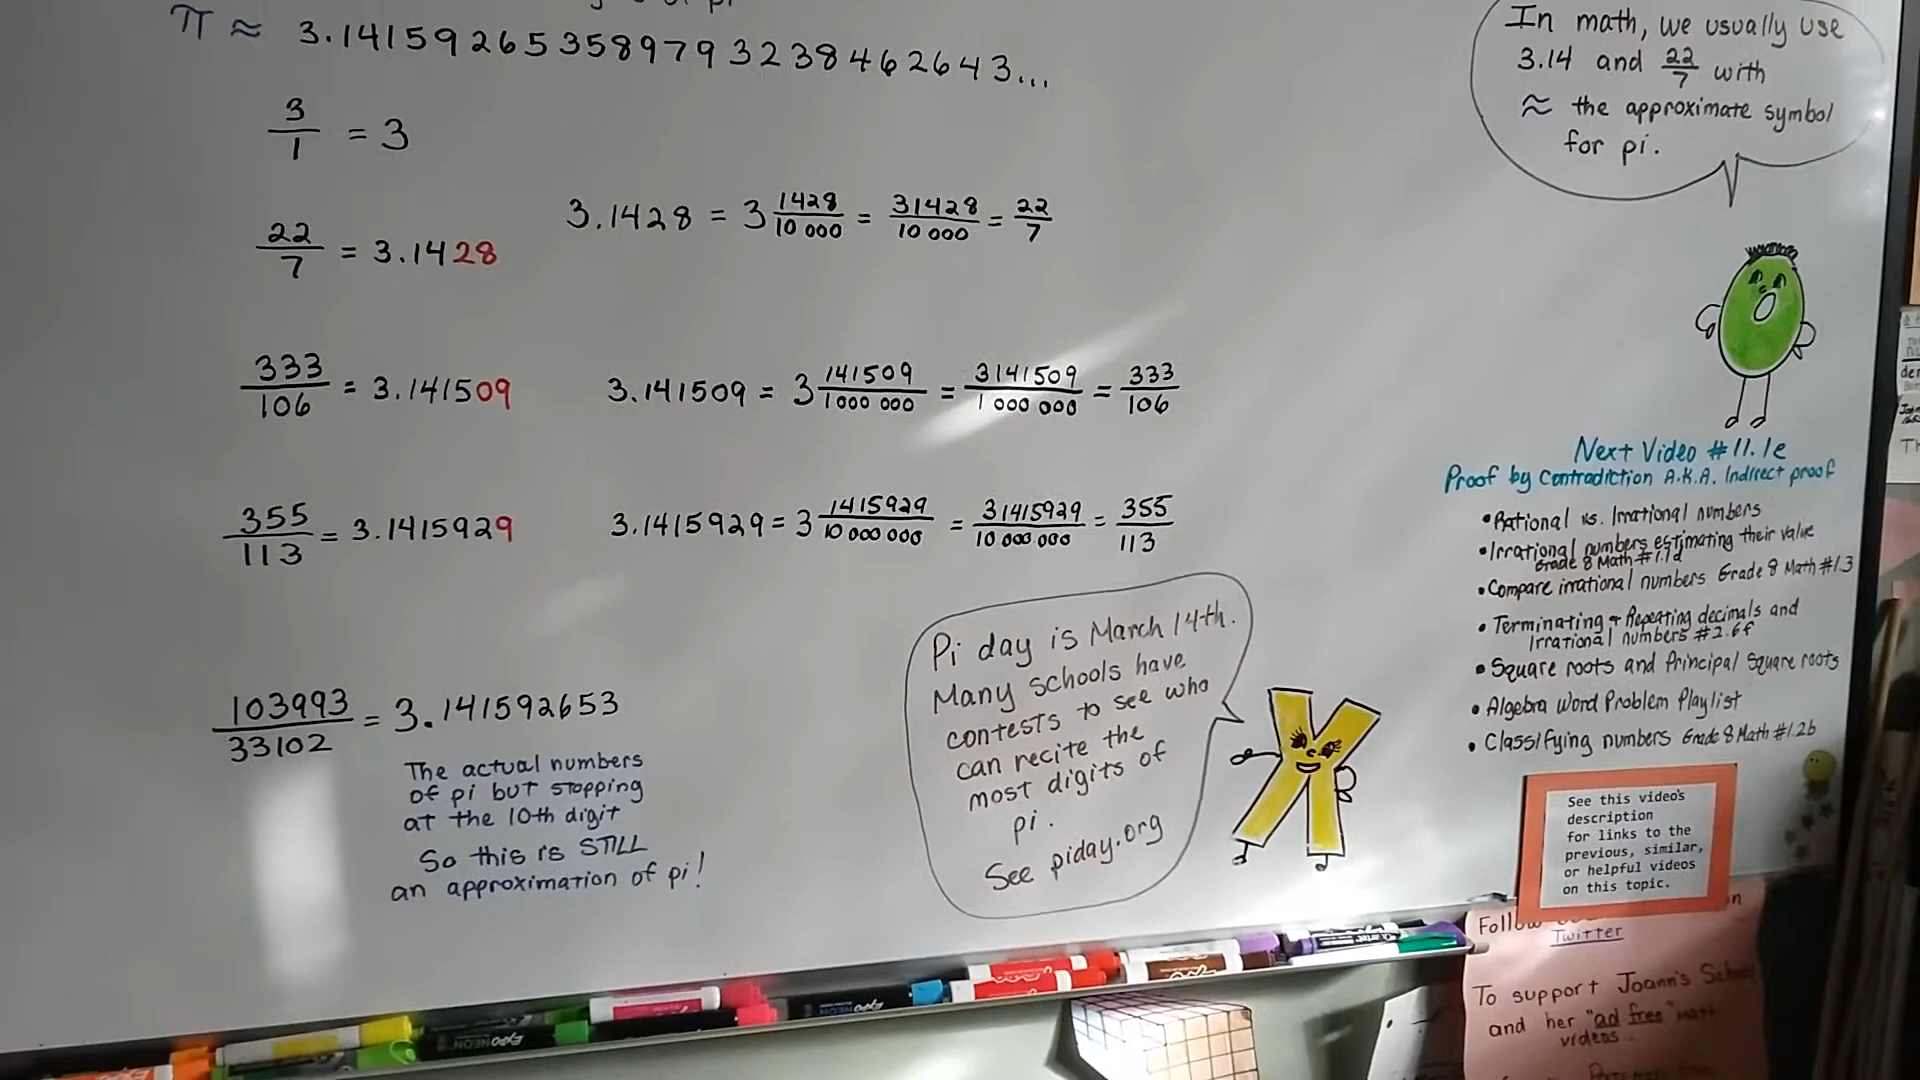 of pi
π ≈ 3.14159265358979323846 2643...
3/1 = 3
22/7 = 3.1428
3.1428 = 3 1428/10 000 = 31428/10 000 = 22/7
333/106 = 3.141509
3.141509 = 3 141509/1 000 000 = 3141509/1 000 000 = 333/106
355/113 = 3.1415929
3.1415929 = 3 1415929/10 000 000 = 31415929/10 000 000 = 355/113
103993/33102 = 3.141592653
The actual numbers
of pi but stopping
at the 10th digit
So this is STILL
an approximation of pi!
Pi day is March 14th.
Many schools have
contests to see who
can recite the
most digits of
pi.
See piday.org
In math, we usually use
3.14 and 22/7 with
≈ the approximate symbol
for pi.
Next Video #11.1e
Proof by Contradiction A.K.A. Indirect proof
• Rational vs. Irrational numbers
• Irrational numbers estimating their value
Grade 8 Math #1.1d
• Compare irrational numbers Grade 8 Math #1.3
• Terminating + Repeating decimals and
Irrational numbers #2.6f
• Square roots and Principal Square roots
• Algebra Word Problem Playlist
• Classifying numbers Grade 8 Math #1.2b
See this video's
description
for links to the
previous, similar,
or helpful videos
on this topic.
Follow
Twitter
To support Joann's School
and her "ad free" math
videos
EXPO NEON